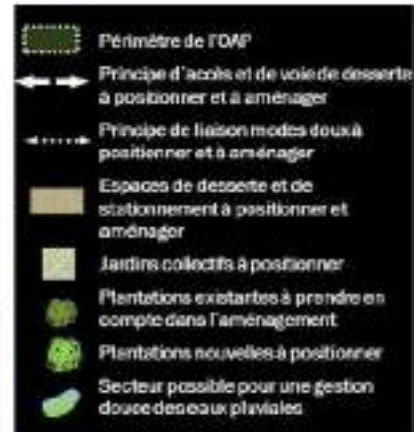 Périmètre de l'OAP
Principe d'accès et de voie de desserte
à positionner et à aménager
Principe de liaison modes doux à
positionner et à aménager
Espaces de desserte et de
stationnement à positionner et
aménager
Jardins collectifs à positionner
Plantations existantes à prendre en
compte dans l'aménagement
Plantations nouvelles à positionner
Secteur possible pour une gestion
douce des eaux pluviales